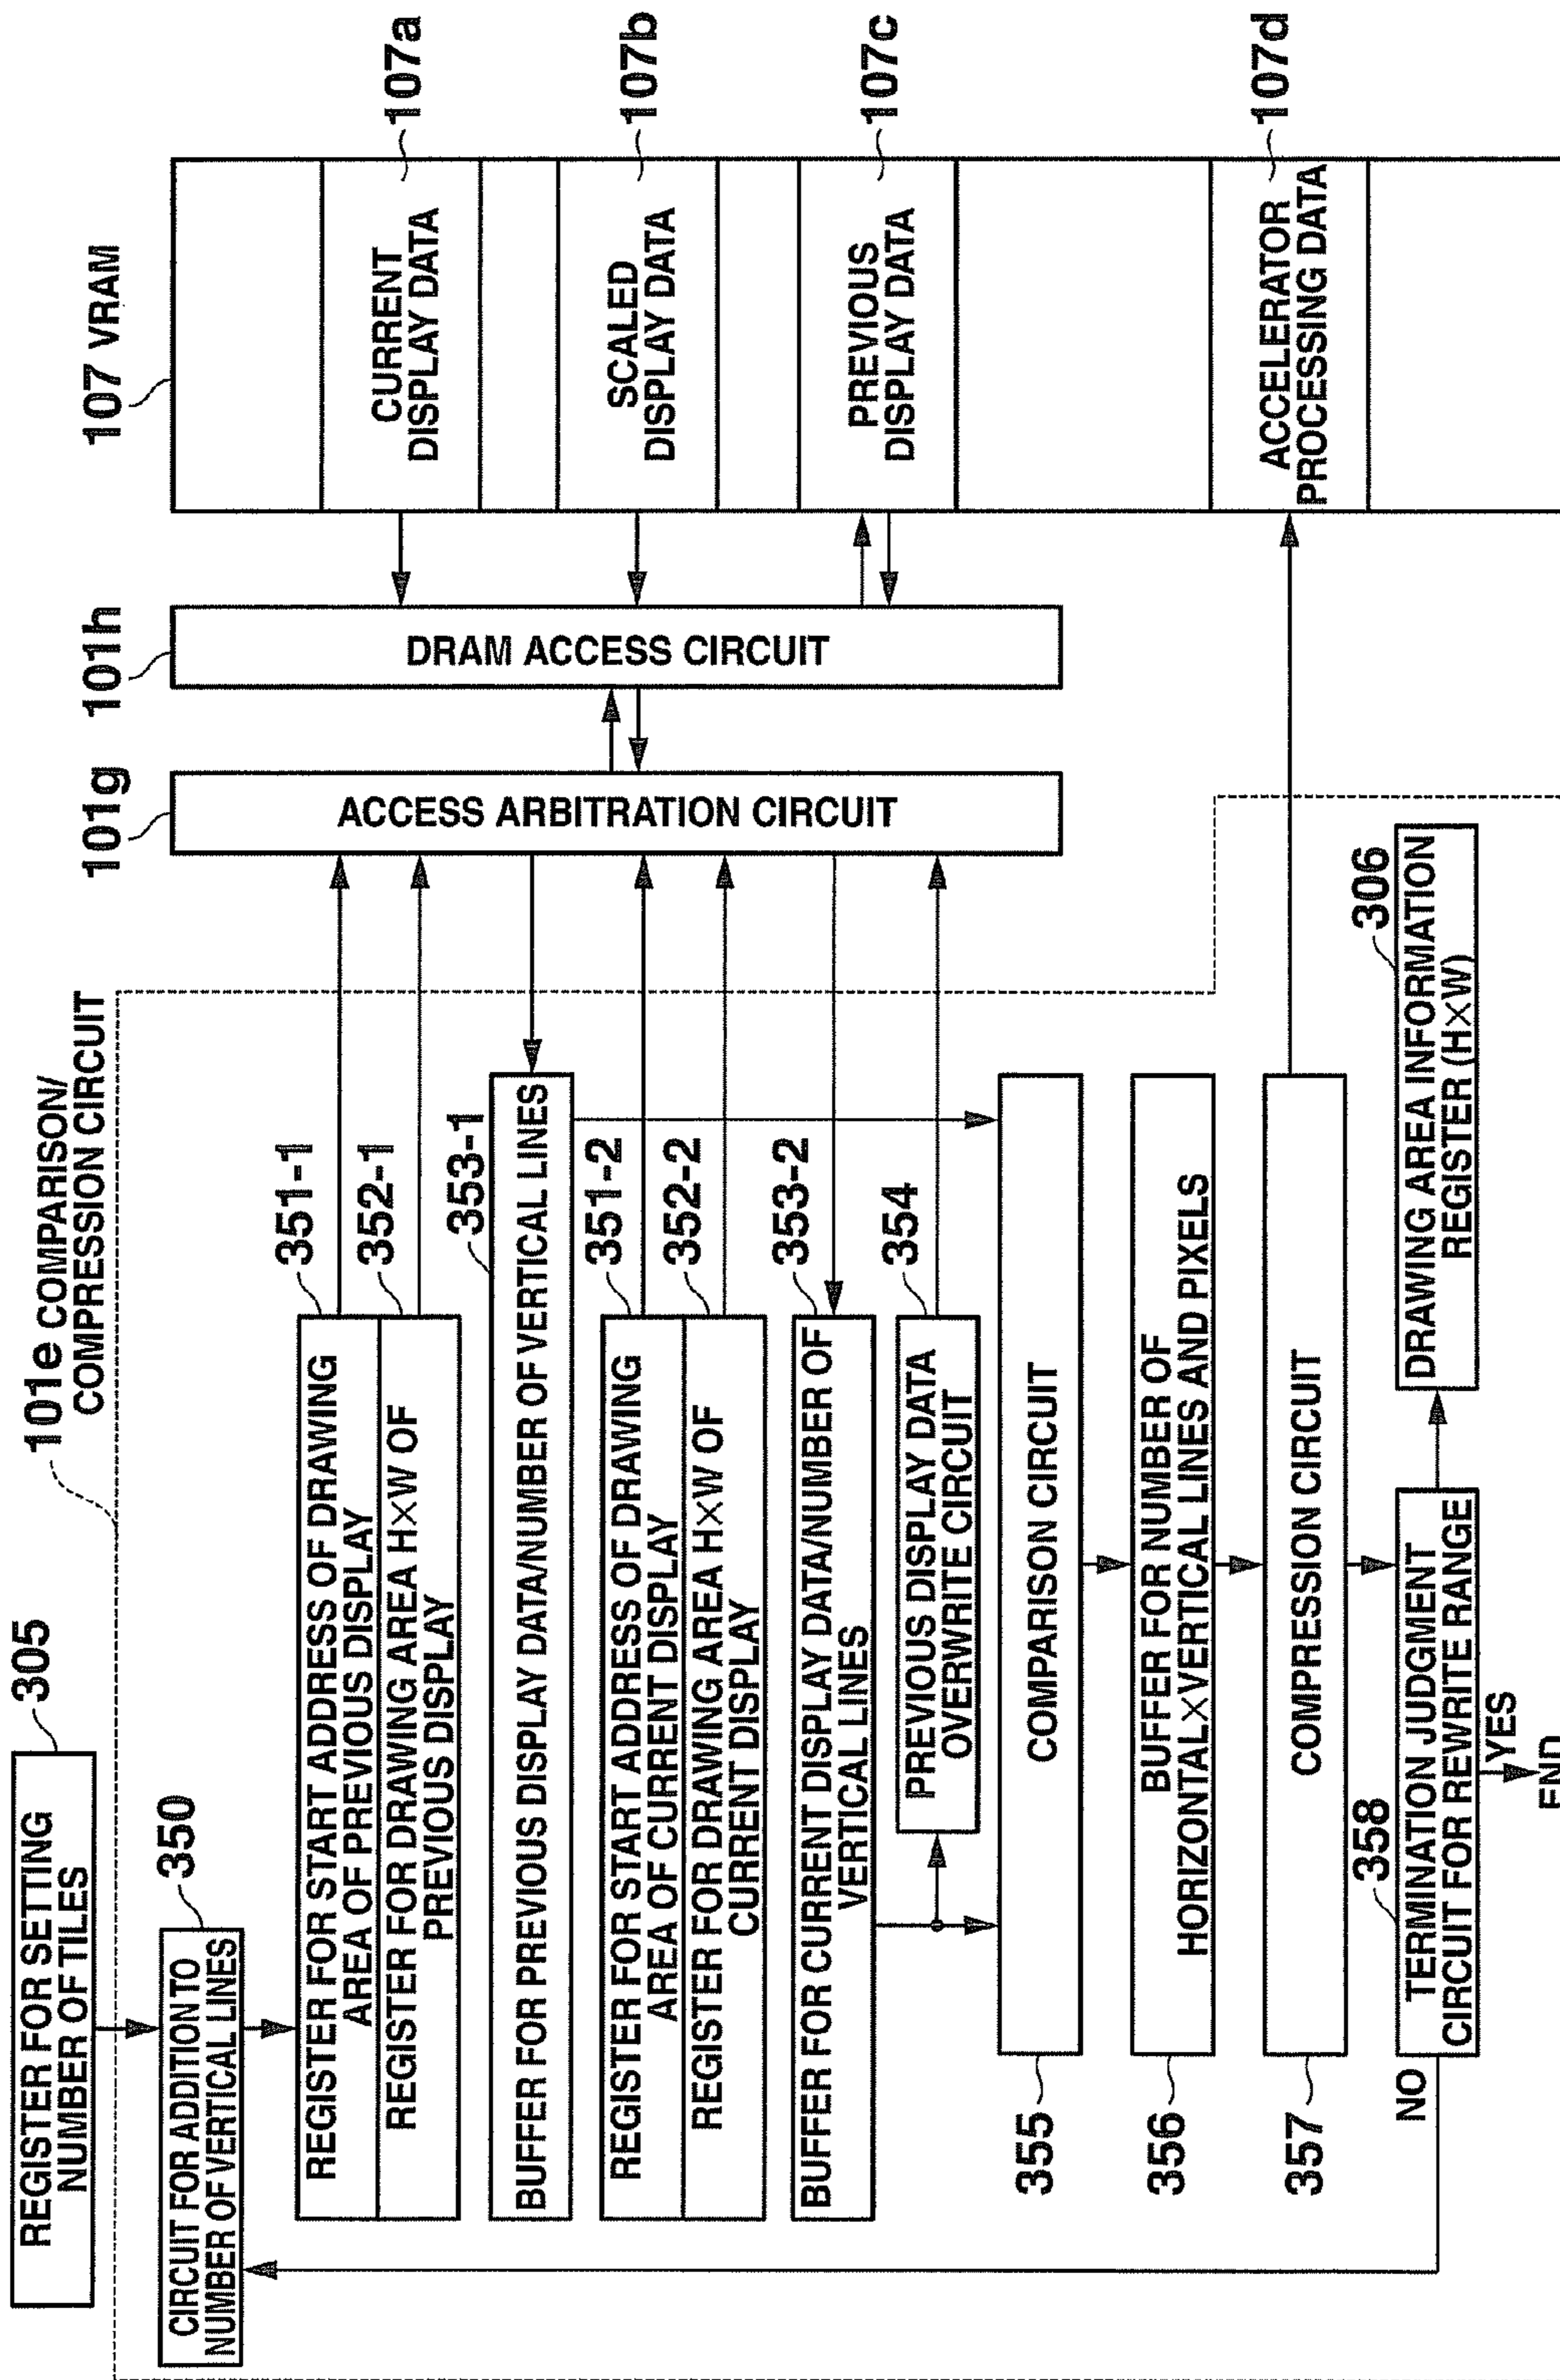 305
REGISTER FOR SETTING
NUMBER OF TILES
101e COMPARISON/
COMPRESSION CIRCUIT
101g
101h
107 VRAM
350
CIRCUIT FOR ADDITION TO
NUMBER OF VERTICAL LINES
351-1
REGISTER FOR START ADDRESS OF DRAWING
AREA OF PREVIOUS DISPLAY
352-1
REGISTER FOR DRAWING AREA H×W OF
PREVIOUS DISPLAY
353-1
BUFFER FOR PREVIOUS DISPLAY DATA/NUMBER OF VERTICAL LINES
351-2
REGISTER FOR START ADDRESS OF DRAWING
AREA OF CURRENT DISPLAY
352-2
REGISTER FOR DRAWING AREA H×W OF
CURRENT DISPLAY
353-2
BUFFER FOR CURRENT DISPLAY DATA/NUMBER OF
VERTICAL LINES
354
PREVIOUS DISPLAY DATA
OVERWRITE CIRCUIT
355
COMPARISON CIRCUIT
356
BUFFER FOR NUMBER OF
HORIZONTAL×VERTICAL LINES AND PIXELS
357
COMPRESSION CIRCUIT
358
TERMINATION JUDGMENT
CIRCUIT FOR REWRITE RANGE
NO
YES
END
306
DRAWING AREA INFORMATION
REGISTER (H×W)
ACCESS ARBITRATION CIRCUIT
DRAM ACCESS CIRCUIT
CURRENT
DISPLAY DATA
107a
SCALED
DISPLAY DATA
107b
PREVIOUS
DISPLAY DATA
107c
ACCELERATOR
PROCESSING DATA
107d